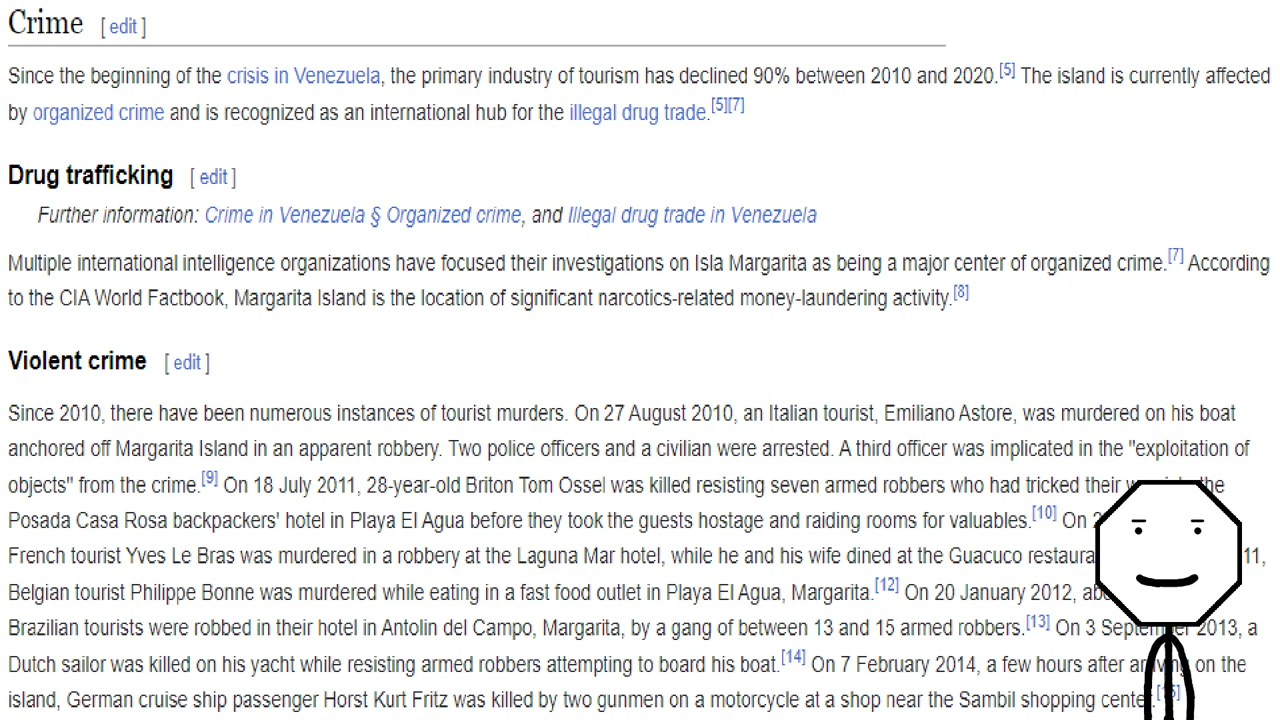 Crime [ edit ]
Since the beginning of the crisis in Venezuela, the primary industry of tourism has declined 90% between 2010 and 2020.[5] The island is currently affected
by organized crime and is recognized as an international hub for the illegal drug trade.[5][7]
Drug trafficking [ edit ]
Further information: Crime in Venezuela § Organized crime, and Illegal drug trade in Venezuela
Multiple international intelligence organizations have focused their investigations on Isla Margarita as being a major center of organized crime.[7] According
to the CIA World Factbook, Margarita Island is the location of significant narcotics-related money-laundering activity.[8]
Violent crime [ edit ]
Since 2010, there have been numerous instances of tourist murders. On 27 August 2010, an Italian tourist, Emiliano Astore, was murdered on his boat
anchored off Margarita Island in an apparent robbery. Two police officers and a civilian were arrested. A third officer was implicated in the "exploitation of
objects" from the crime.[9] On 18 July 2011, 28-year-old Briton Tom Ossel was killed resisting seven armed robbers who had tricked their the
Posada Casa Rosa backpackers' hotel in Playa El Agua before they took the guests hostage and raiding rooms for valuables.[10] On
French tourist Yves Le Bras was murdered in a robbery at the Laguna Mar hotel, while he and his wife dined at the Guacuco 11,
Belgian tourist Philippe Bonne was murdered while eating in a fast food outlet in Playa El Agua, Margarita.[12] On 20 January 2012,
Brazilian tourists were robbed in their hotel in Antolin del Campo, Margarita, by a gang of between 13 and 15 armed robbers.[13] On 3 September 2013, a
Dutch sailor was killed on his yacht while resisting armed robbers attempting to board his boat.[14] On 7 February 2014, a few hours after arriving on the
island, German cruise ship passenger Horst Kurt Fritz was killed by two gunmen on a motorcycle at a shop near the Sambil shopping center.[15]